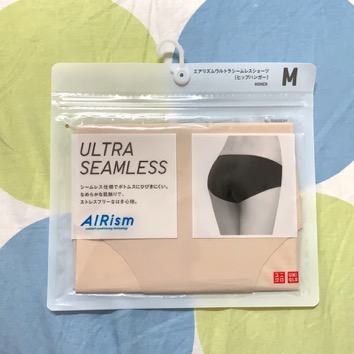 エアリズムウルトラシームレスショーツ
(ヒップハンガー)
WOMEN
M
ULTRA
SEAMLESS
シームレス仕様でボトムスにひびきにくい。
なめらかな肌触りで、
ストレスフリーなはき心地。
AIRism
comfort conditioning technology
ユニ
クロ
UNI
QLO